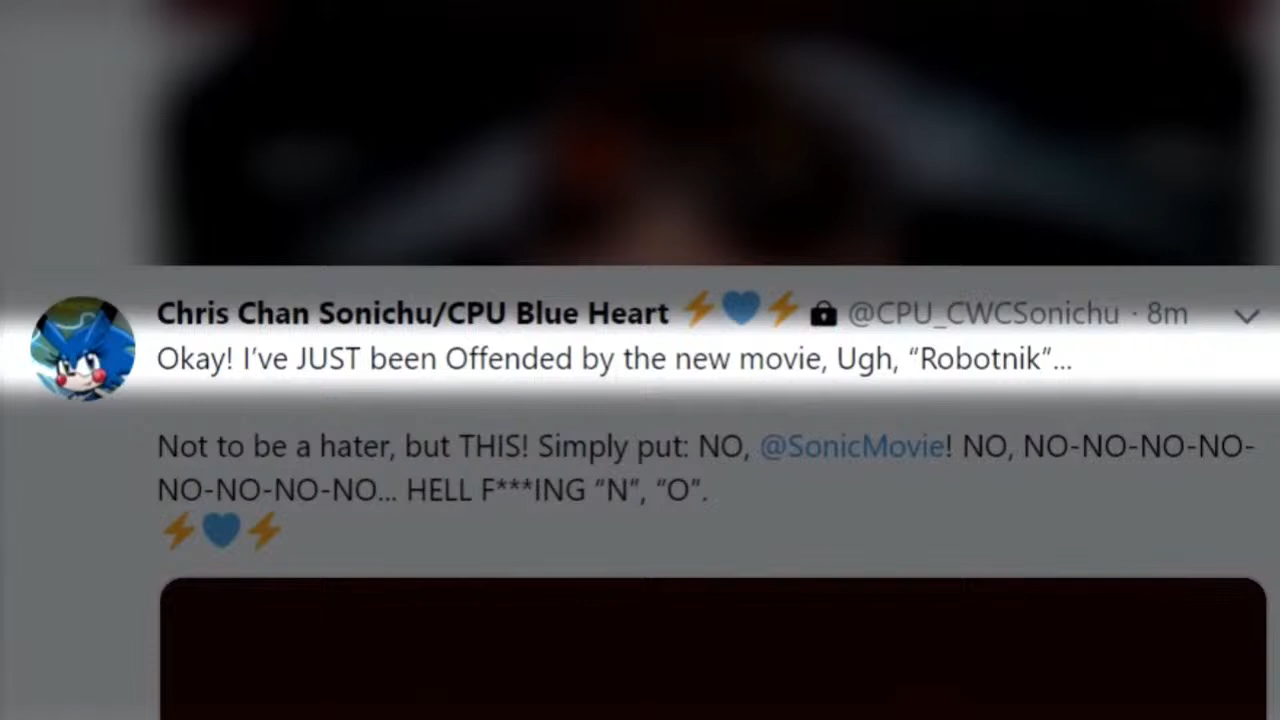 Chris Chan Sonichu/CPU Blue Heart ⚡💙⚡🔒 @CPU_CWCSonichu · 8m
Okay! I’ve JUST been Offended by the new movie, Ugh, “Robotnik”...
Not to be a hater, but THIS! Simply put: NO, @SonicMovie! NO, NO-NO-NO-NO-
NO-NO-NO-NO... HELL F***ING “N”, “O”.
⚡💙⚡